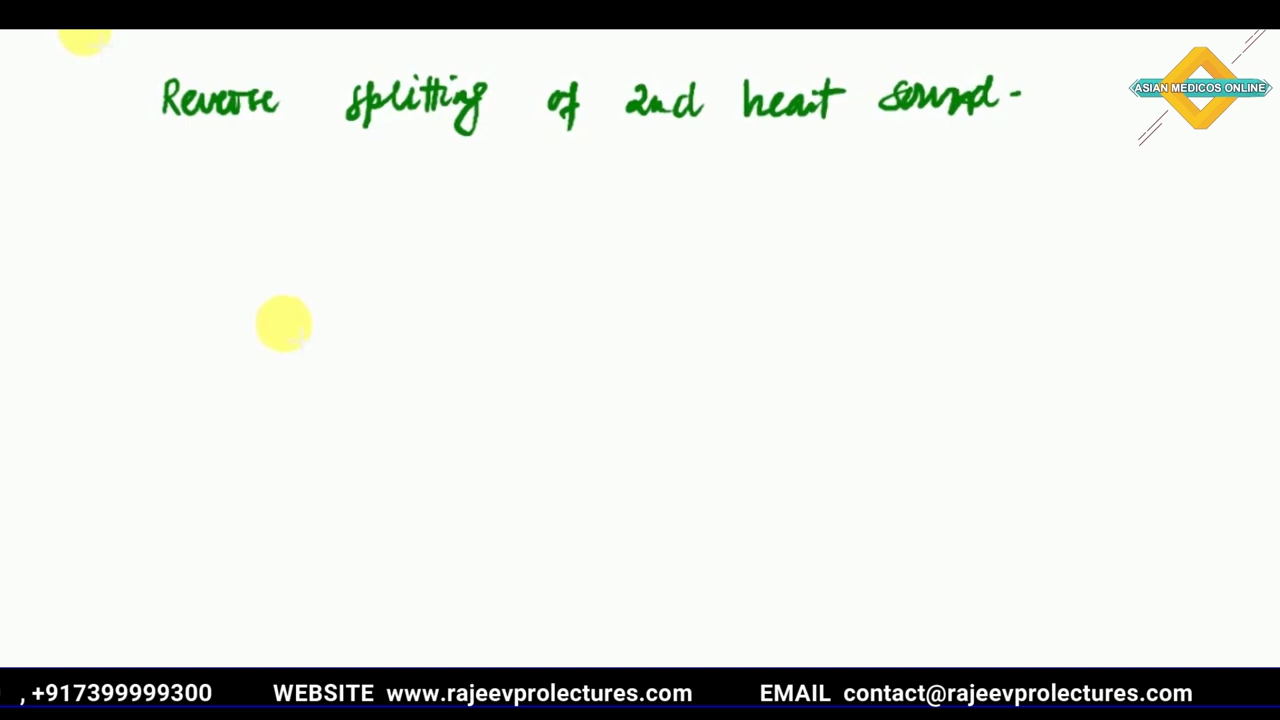 Reverse splitting of 2nd heart sound -
ASIAN MEDICOS ONLINE
, +917399999300 WEBSITE www.rajeevprolectures.com EMAIL contact@rajeevprolectures.com